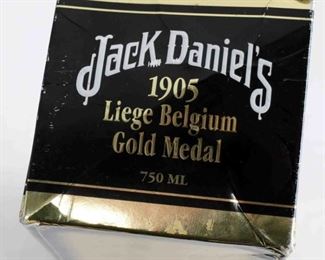 Jack Daniel's
1905
Liege Belgium
Gold Medal
750 ML